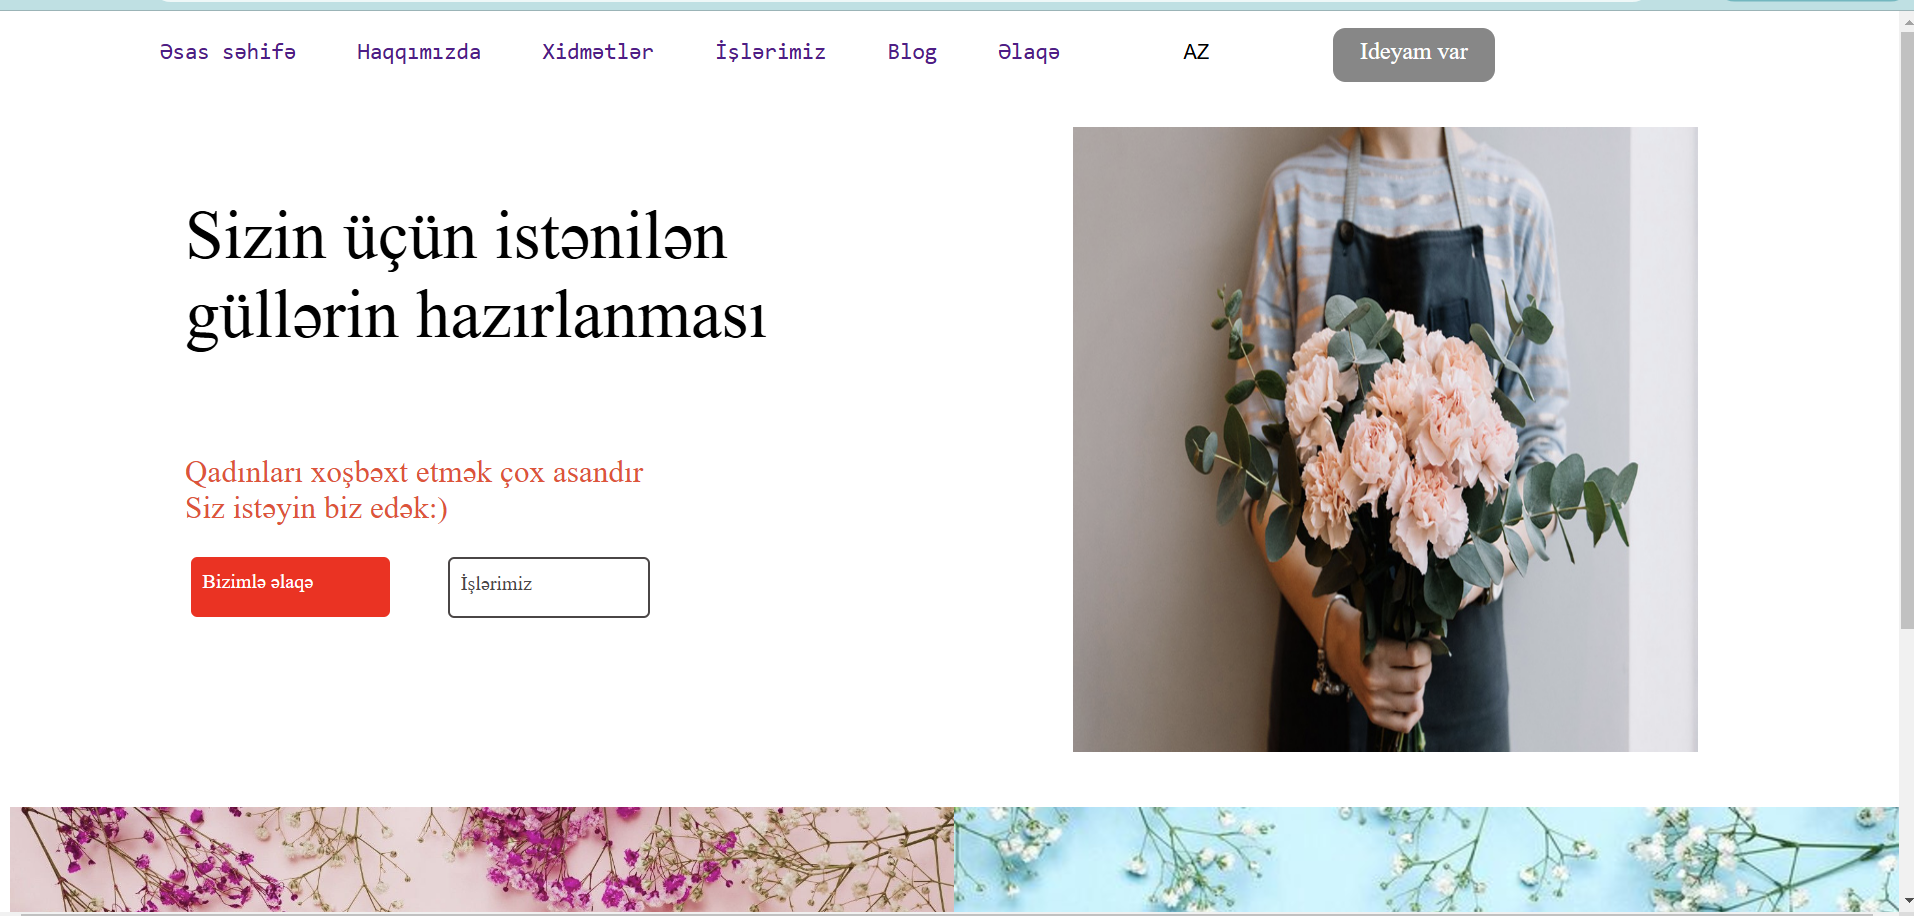 Əsas səhifə Haqqımızda Xidmətlər İşlərimiz Blog Əlaqə AZ Ideyam var
Sizin üçün istənilən
güllərin hazırlanması
Qadınları xoşbəxt etmək çox asandır
Siz istəyin biz edək:)
Bizimlə əlaqə İşlərimiz